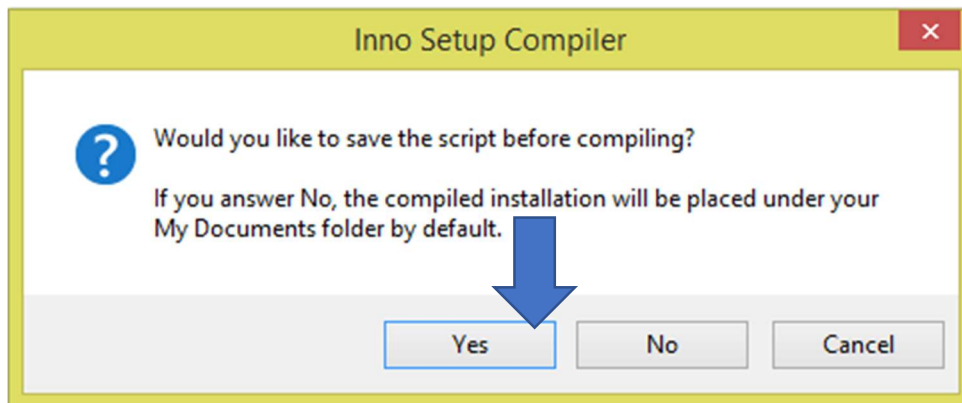 Inno Setup Compiler
Would you like to save the script before compiling?
If you answer No, the compiled installation will be placed under your
My Documents folder by default.
Yes No Cancel